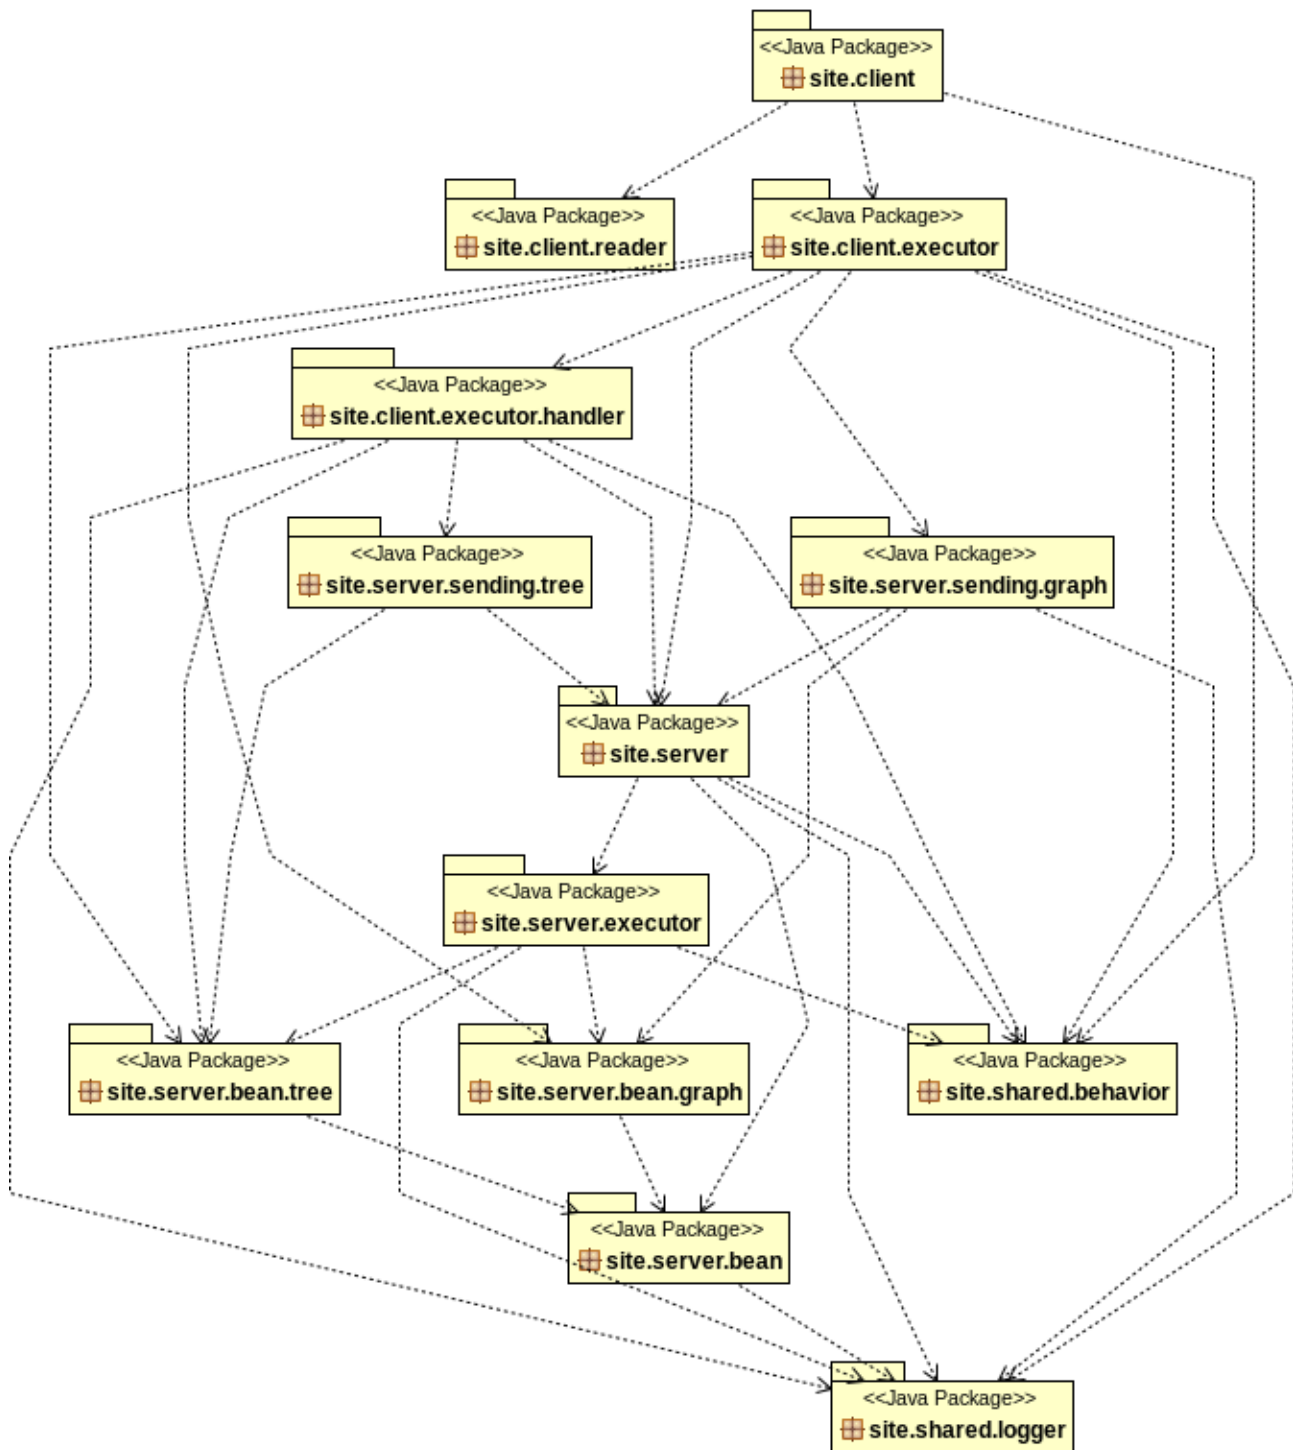 <<Java Package>>
site.client
<<Java Package>>
site.client.reader
<<Java Package>>
site.client.executor
<<Java Package>>
site.client.executor.handler
<<Java Package>>
site.server.sending.tree
<<Java Package>>
site.server.sending.graph
<<Java Package>>
site.server
<<Java Package>>
site.server.executor
<<Java Package>>
site.server.bean.tree
<<Java Package>>
site.server.bean.graph
<<Java Package>>
site.shared.behavior
<<Java Package>>
site.server.bean
<<Java Package>>
site.shared.logger